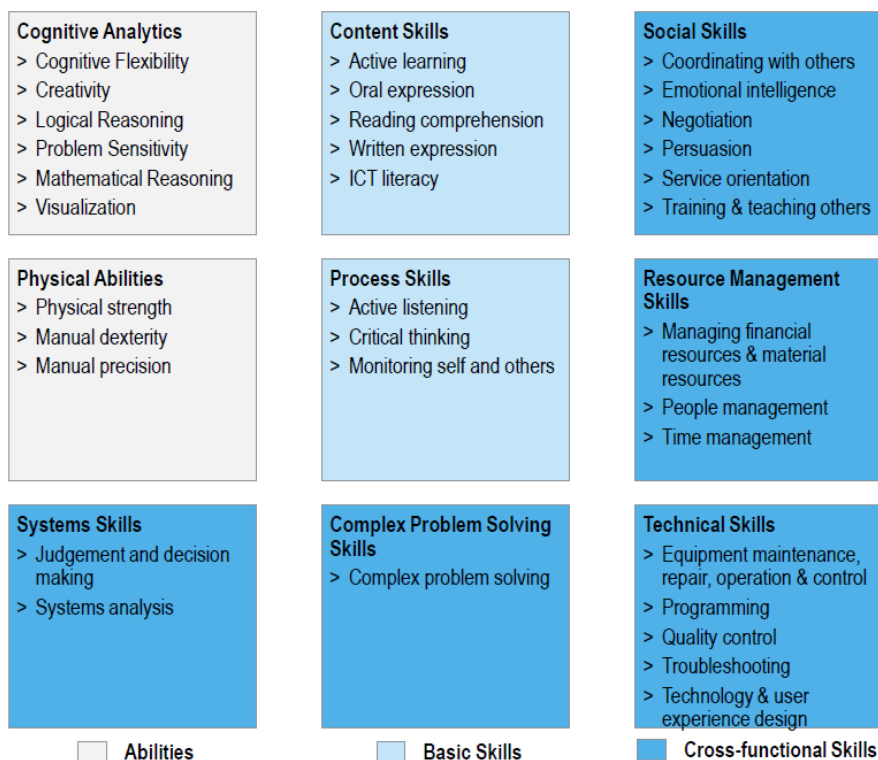 Cognitive Analytics
> Cognitive Flexibility
> Creativity
> Logical Reasoning
> Problem Sensitivity
> Mathematical Reasoning
> Visualization
Content Skills
> Active learning
> Oral expression
> Reading comprehension
> Written expression
> ICT literacy
Social Skills
> Coordinating with others
> Emotional intelligence
> Negotiation
> Persuasion
> Service orientation
> Training & teaching others
Physical Abilities
> Physical strength
> Manual dexterity
> Manual precision
Process Skills
> Active listening
> Critical thinking
> Monitoring self and others
Resource Management
Skills
> Managing financial
resources & material
resources
> People management
> Time management
Systems Skills
> Judgement and decision
making
> Systems analysis
Complex Problem Solving
Skills
> Complex problem solving
Technical Skills
> Equipment maintenance,
repair, operation & control
> Programming
> Quality control
> Troubleshooting
> Technology & user
experience design
Abilities
Basic Skills
Cross-functional Skills